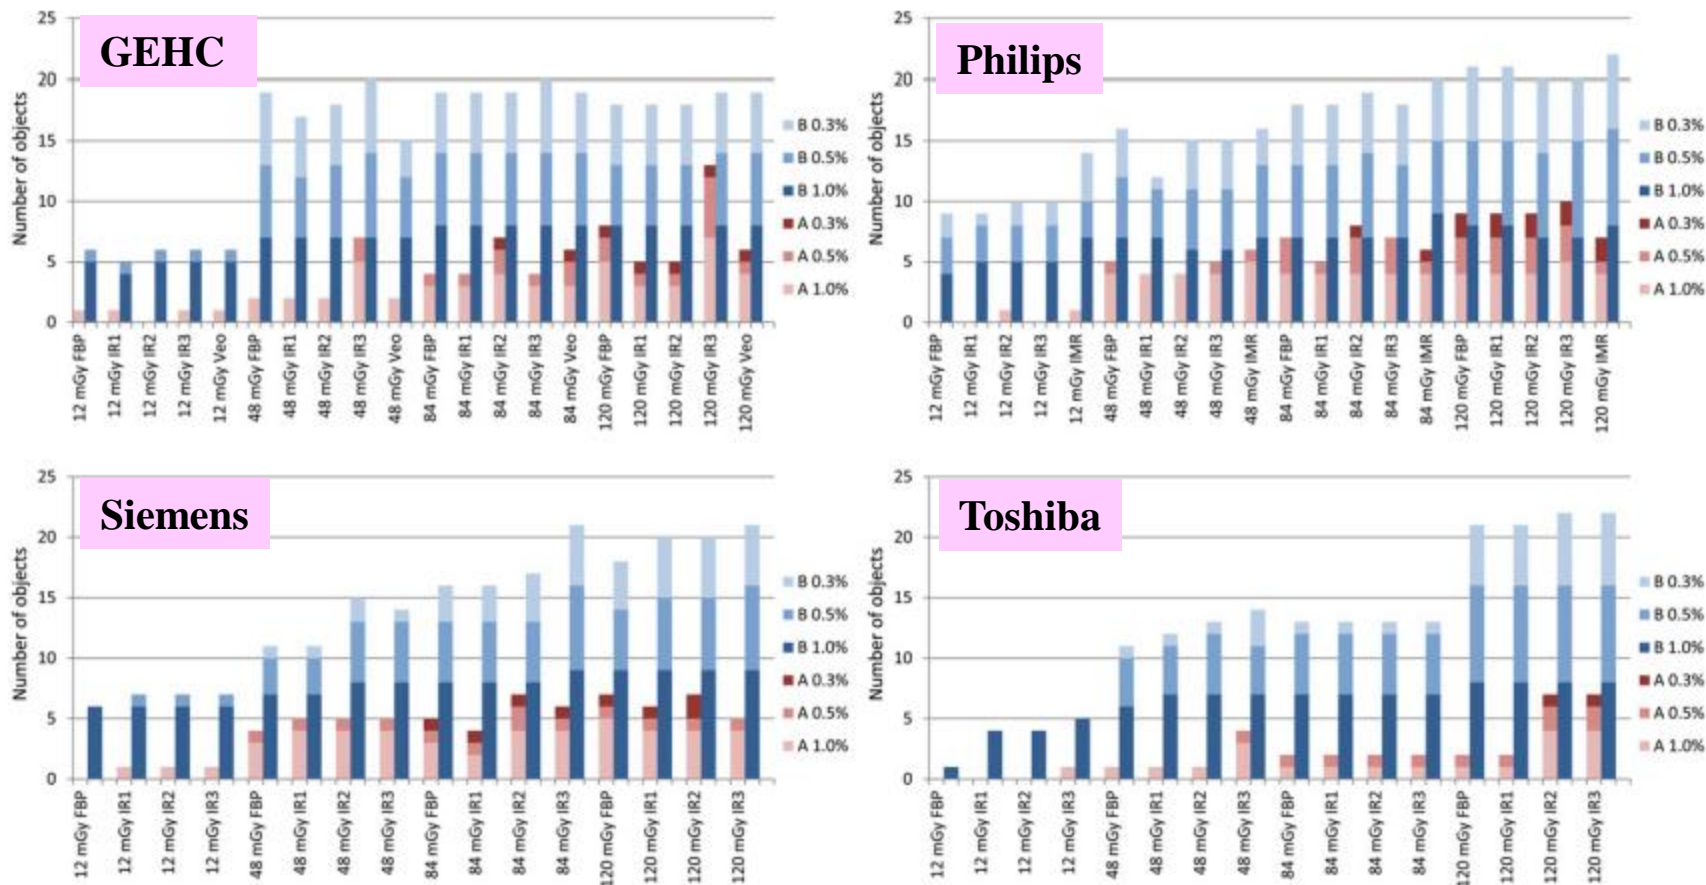 GEHC
Number of objects
25
20
15
10
5
0
12 mGy FBP
12 mGy IR1
12 mGy IR2
12 mGy IR3
12 mGy Veo
48 mGy FBP
48 mGy IR1
48 mGy IR2
48 mGy IR3
48 mGy Veo
84 mGy FBP
84 mGy IR1
84 mGy IR2
84 mGy IR3
84 mGy Veo
120 mGy FBP
120 mGy IR1
120 mGy IR2
120 mGy IR3
120 mGy Veo
B 0.3%
B 0.5%
B 1.0%
A 0.3%
A 0.5%
A 1.0%
Philips
Number of objects
25
20
15
10
5
0
12 mGy FBP
12 mGy IR1
12 mGy IR2
12 mGy IR3
12 mGy IMR
48 mGy FBP
48 mGy IR1
48 mGy IR2
48 mGy IR3
48 mGy IMR
84 mGy FBP
84 mGy IR1
84 mGy IR2
84 mGy IR3
84 mGy IMR
120 mGy FBP
120 mGy IR1
120 mGy IR2
120 mGy IR3
120 mGy IMR
B 0.3%
B 0.5%
B 1.0%
A 0.3%
A 0.5%
A 1.0%
Siemens
Number of objects
25
20
15
10
5
0
12 mGy FBP
12 mGy IR1
12 mGy IR2
12 mGy IR3
48 mGy FBP
48 mGy IR1
48 mGy IR2
48 mGy IR3
84 mGy FBP
84 mGy IR1
84 mGy IR2
84 mGy IR3
120 mGy FBP
120 mGy IR1
120 mGy IR2
120 mGy IR3
B 0.3%
B 0.5%
B 1.0%
A 0.3%
A 0.5%
A 1.0%
Toshiba
Number of objects
25
20
15
10
5
0
12 mGy FBP
12 mGy IR1
12 mGy IR2
12 mGy IR3
48 mGy FBP
48 mGy IR1
48 mGy IR2
48 mGy IR3
84 mGy FBP
84 mGy IR1
84 mGy IR2
84 mGy IR3
120 mGy FBP
120 mGy IR1
120 mGy IR2
120 mGy IR3
B 0.3%
B 0.5%
B 1.0%
A 0.3%
A 0.5%
A 1.0%